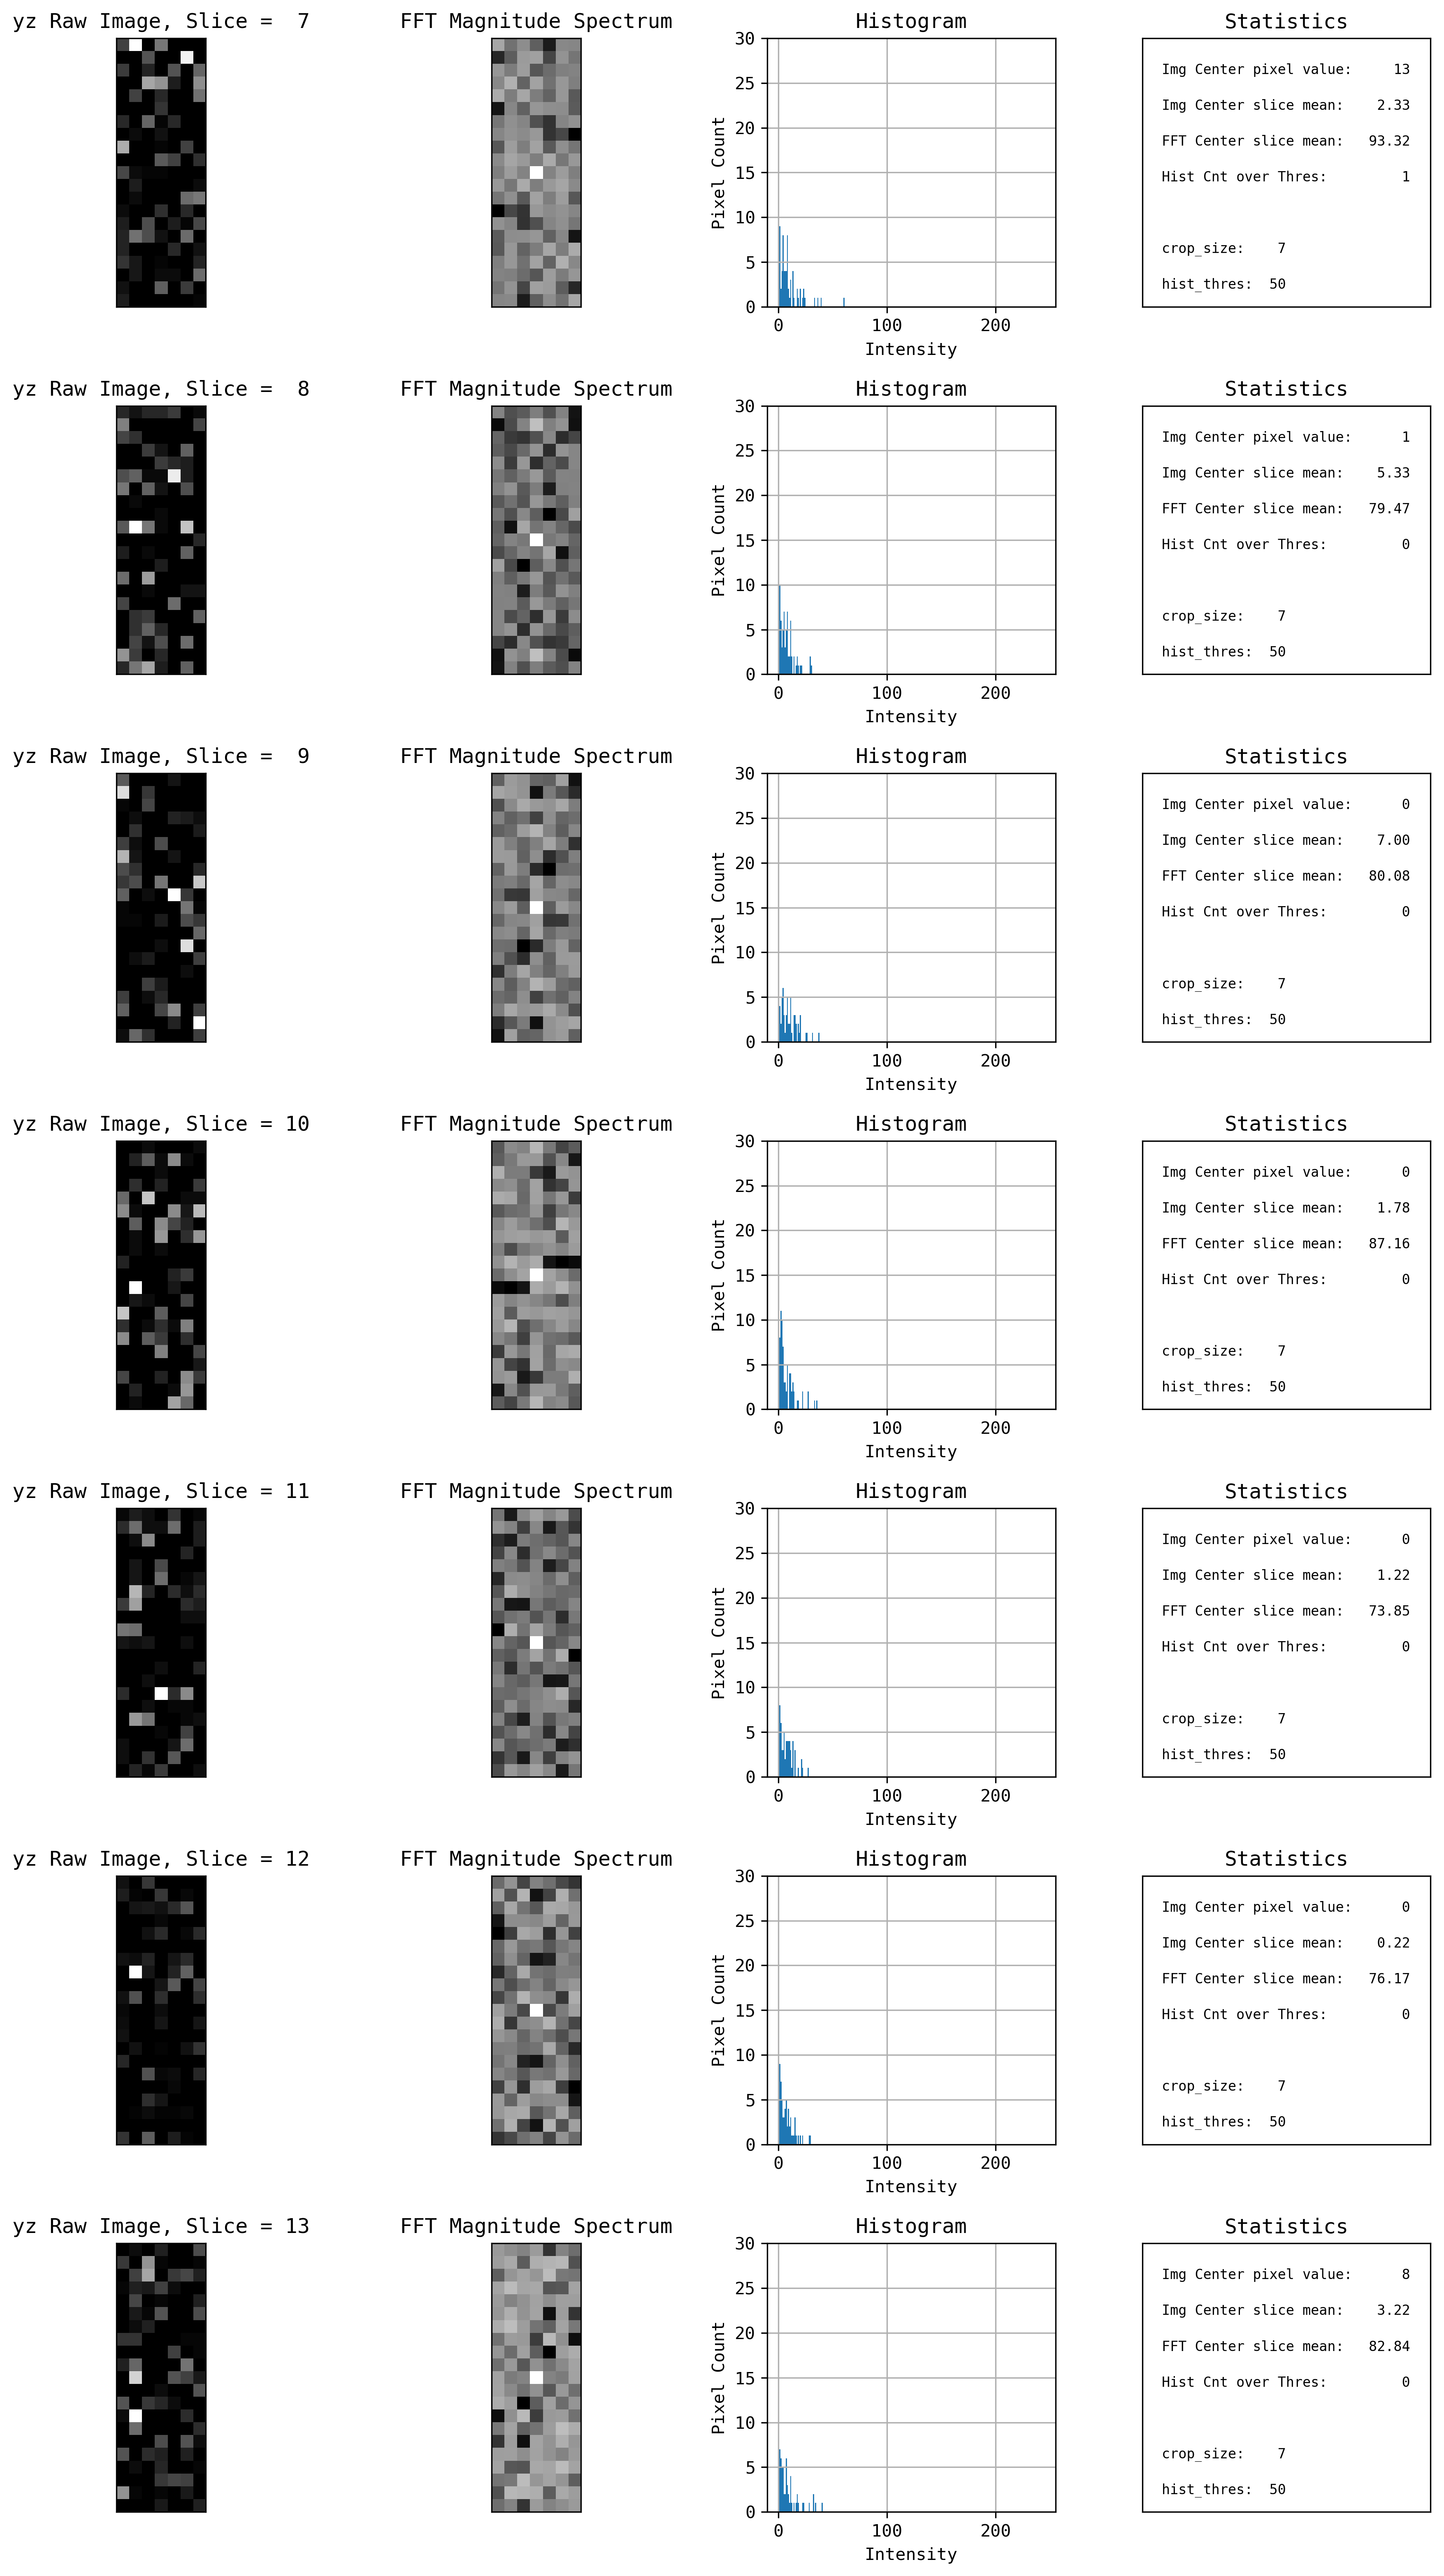 yz Raw Image, Slice =  7
FFT Magnitude Spectrum
Histogram
Statistics
30
25
20
15
10
5
0
Pixel Count
0 100 200
Intensity
Img Center pixel value: 13
Img Center slice mean: 2.33
FFT Center slice mean: 93.32
Hist Cnt over Thres: 1
crop_size: 7
hist_thres: 50
yz Raw Image, Slice =  8
FFT Magnitude Spectrum
Histogram
Statistics
30
25
20
15
10
5
0
Pixel Count
0 100 200
Intensity
Img Center pixel value: 1
Img Center slice mean: 5.33
FFT Center slice mean: 79.47
Hist Cnt over Thres: 0
crop_size: 7
hist_thres: 50
yz Raw Image, Slice =  9
FFT Magnitude Spectrum
Histogram
Statistics
30
25
20
15
10
5
0
Pixel Count
0 100 200
Intensity
Img Center pixel value: 0
Img Center slice mean: 7.00
FFT Center slice mean: 80.08
Hist Cnt over Thres: 0
crop_size: 7
hist_thres: 50
yz Raw Image, Slice = 10
FFT Magnitude Spectrum
Histogram
Statistics
30
25
20
15
10
5
0
Pixel Count
0 100 200
Intensity
Img Center pixel value: 0
Img Center slice mean: 1.78
FFT Center slice mean: 87.16
Hist Cnt over Thres: 0
crop_size: 7
hist_thres: 50
yz Raw Image, Slice = 11
FFT Magnitude Spectrum
Histogram
Statistics
30
25
20
15
10
5
0
Pixel Count
0 100 200
Intensity
Img Center pixel value: 0
Img Center slice mean: 1.22
FFT Center slice mean: 73.85
Hist Cnt over Thres: 0
crop_size: 7
hist_thres: 50
yz Raw Image, Slice = 12
FFT Magnitude Spectrum
Histogram
Statistics
30
25
20
15
10
5
0
Pixel Count
0 100 200
Intensity
Img Center pixel value: 0
Img Center slice mean: 0.22
FFT Center slice mean: 76.17
Hist Cnt over Thres: 0
crop_size: 7
hist_thres: 50
yz Raw Image, Slice = 13
FFT Magnitude Spectrum
Histogram
Statistics
30
25
20
15
10
5
0
Pixel Count
0 100 200
Intensity
Img Center pixel value: 8
Img Center slice mean: 3.22
FFT Center slice mean: 82.84
Hist Cnt over Thres: 0
crop_size: 7
hist_thres: 50